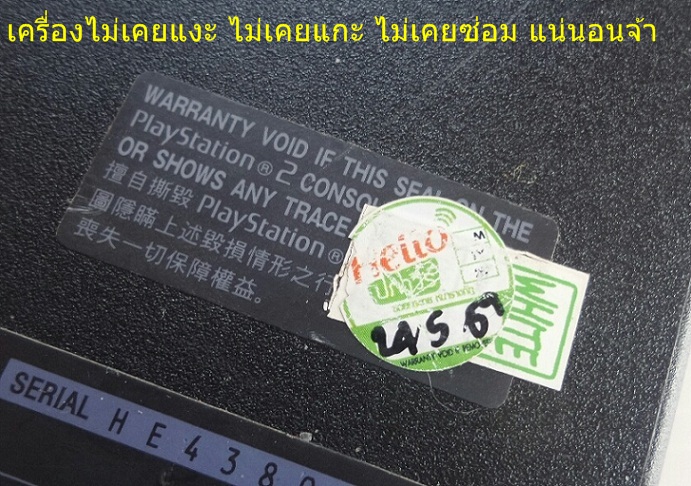 เครื่องไม่เคยแงะ ไม่เคยแกะ ไม่เคยซ่อม แน่นอนจ้า
WARRANTY VOID IF THIS SEAL ON THE
PlayStation®2 CONSO
OR SHOWS ANY TRACE
擅自撕毀 PlayStation®
圖隱瞞上述毀損情形之行
喪失一切保障權益。
Hello
M
24/5/67
WARRANTY VOID
WHITE
SERIAL H E 4 3 8